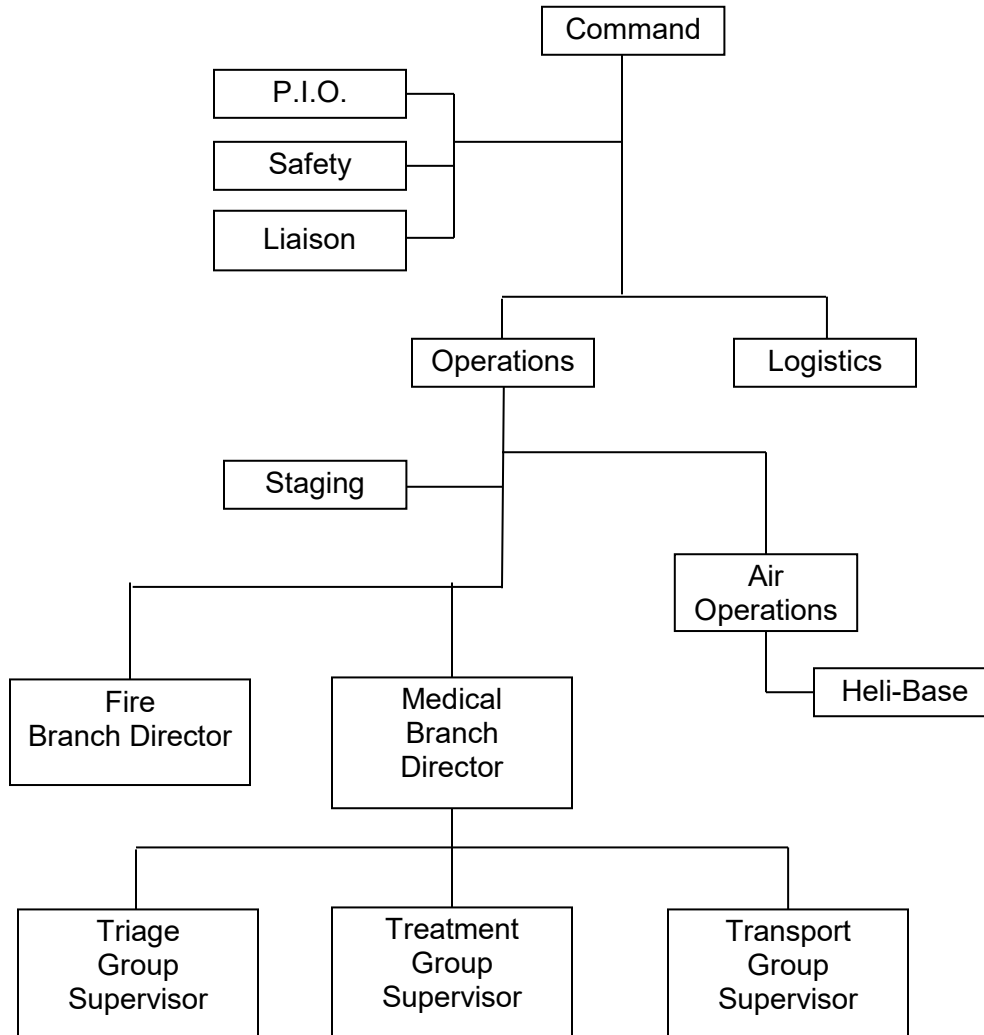 Command
P.I.O.
Safety
Liaison
Operations
Logistics
Staging
Air
Operations
Heli-Base
Fire
Branch Director
Medical
Branch
Director
Triage
Group
Supervisor
Treatment
Group
Supervisor
Transport
Group
Supervisor